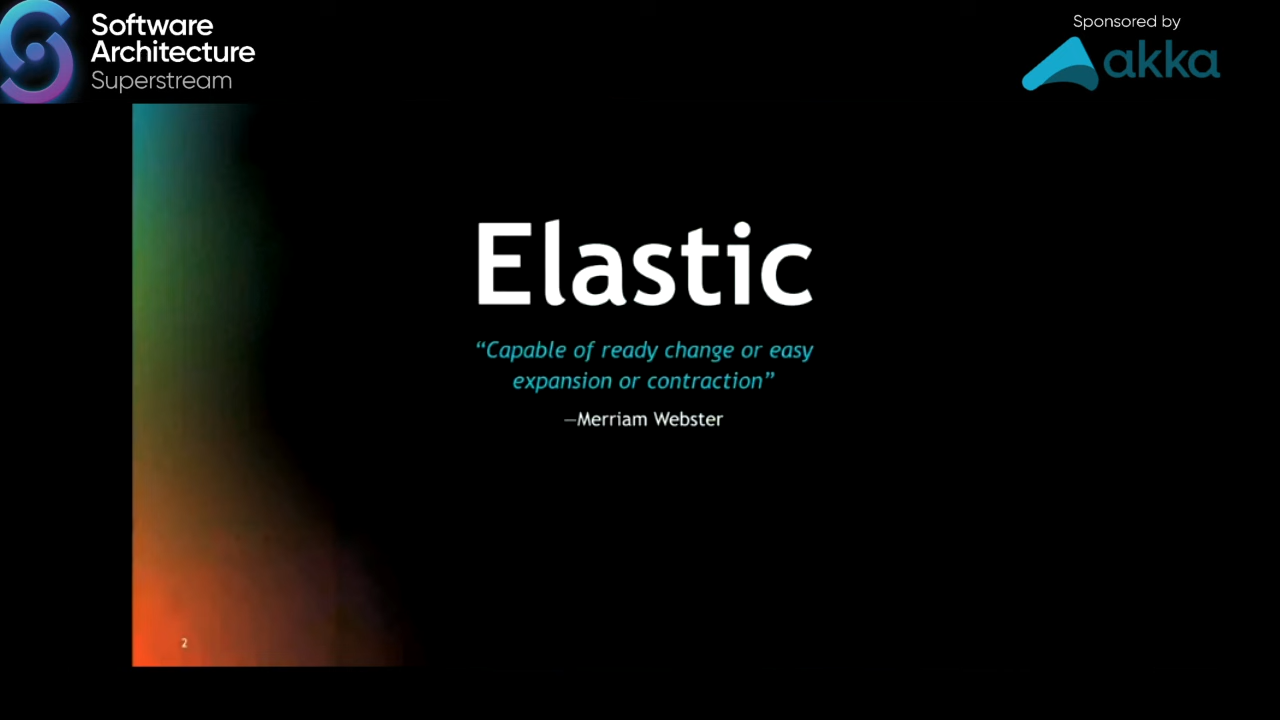 Software
Architecture
Superstream
Sponsored by
akka
Elastic
“Capable of ready change or easy
expansion or contraction”
—Merriam Webster
2